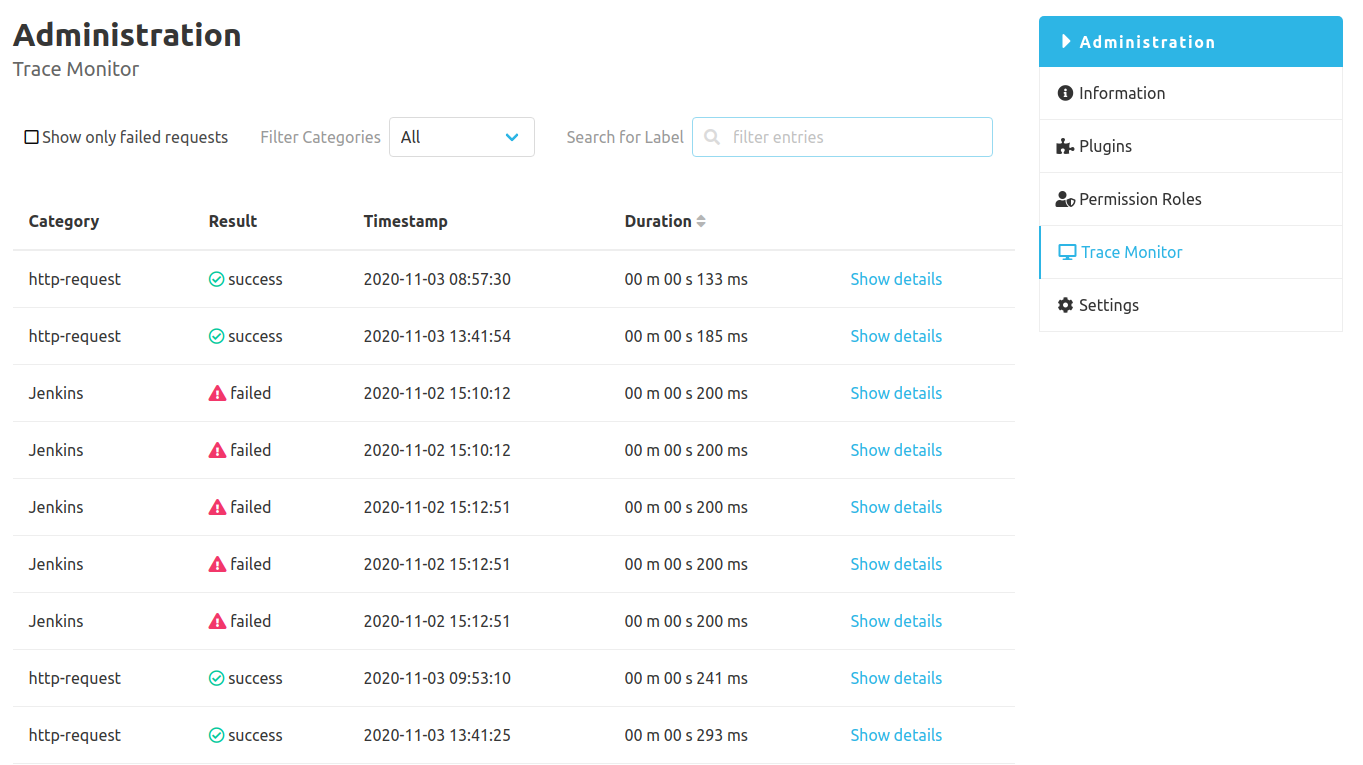 Administration
Trace Monitor
Show only failed requests Filter Categories All Search for Label filter entries
Category Result Timestamp Duration
http-request success 2020-11-03 08:57:30 00 m 00 s 133 ms Show details
http-request success 2020-11-03 13:41:54 00 m 00 s 185 ms Show details
Jenkins failed 2020-11-02 15:10:12 00 m 00 s 200 ms Show details
Jenkins failed 2020-11-02 15:10:12 00 m 00 s 200 ms Show details
Jenkins failed 2020-11-02 15:12:51 00 m 00 s 200 ms Show details
Jenkins failed 2020-11-02 15:12:51 00 m 00 s 200 ms Show details
Jenkins failed 2020-11-02 15:12:51 00 m 00 s 200 ms Show details
http-request success 2020-11-03 09:53:10 00 m 00 s 241 ms Show details
http-request success 2020-11-03 13:41:25 00 m 00 s 293 ms Show details
Administration
Information
Plugins
Permission Roles
Trace Monitor
Settings